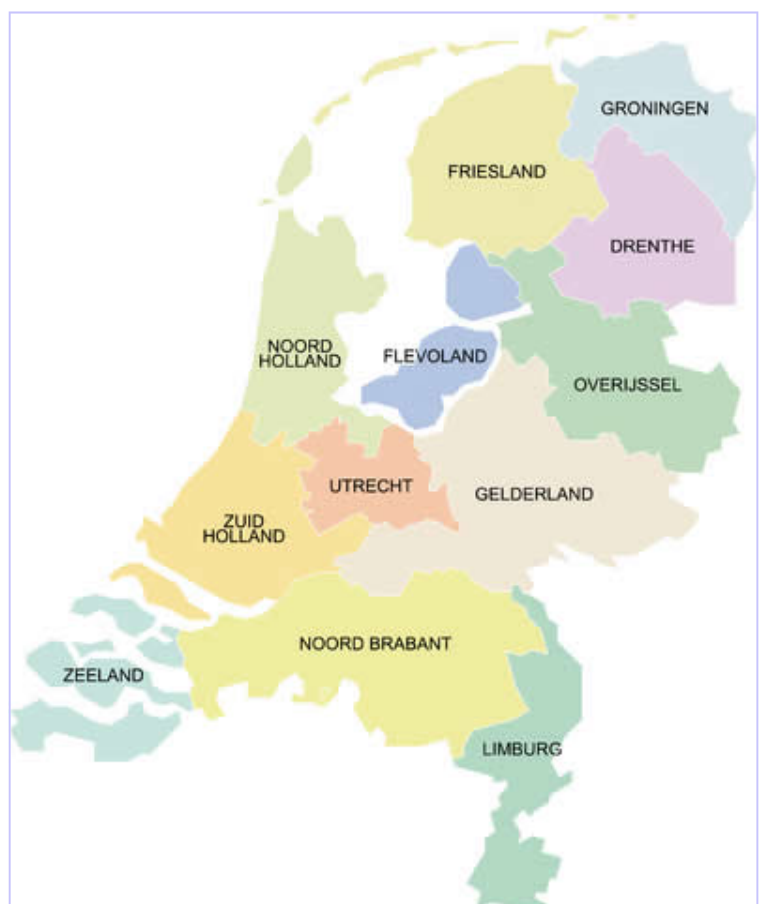 GRONINGEN
FRIESLAND
DRENTHE
NOORD
HOLLAND
FLEVOLAND
OVERIJSSEL
UTRECHT
GELDERLAND
ZUID
HOLLAND
NOORD BRABANT
ZEELAND
LIMBURG